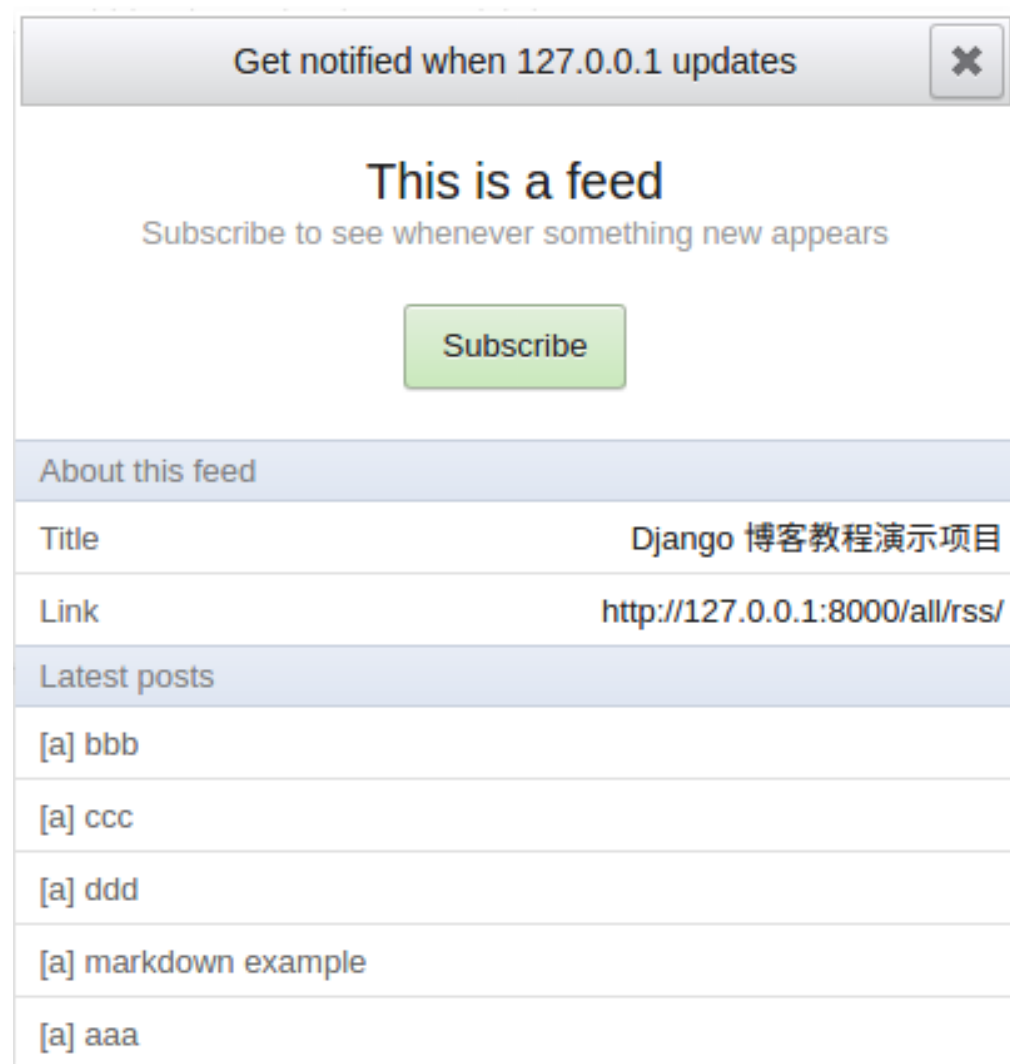 Get notified when 127.0.0.1 updates
This is a feed
Subscribe to see whenever something new appears
Subscribe
About this feed
Title Django 博客教程演示项目
Link http://127.0.0.1:8000/all/rss/
Latest posts
[a] bbb
[a] ccc
[a] ddd
[a] markdown example
[a] aaa